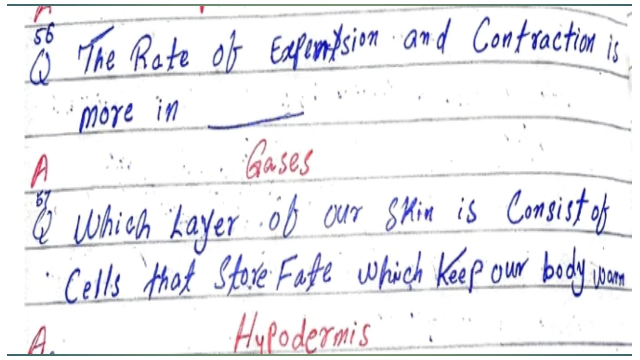 56
Q The Rate of Expemtsion and Contraction is
more in ____
A Gases
57
Q Which Layer of our Skin is Consist of
Cells that Store Fate which Keep our body warm
A. Hypodermis